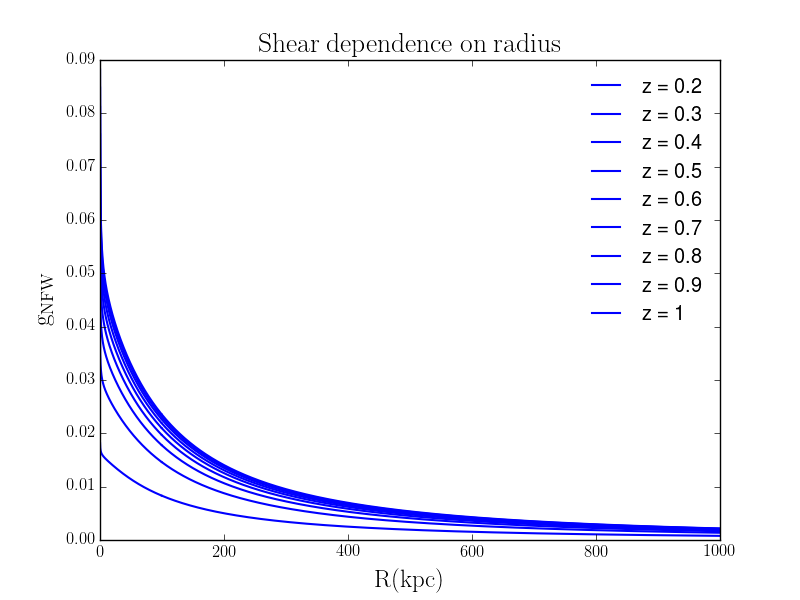 Shear dependence on radius
0.09
0.08
0.07
0.06
0.05
0.04
0.03
0.02
0.01
0.00
g_NFW
z = 0.2
z = 0.3
z = 0.4
z = 0.5
z = 0.6
z = 0.7
z = 0.8
z = 0.9
z = 1
0 200 400 600 800 1000
R(kpc)